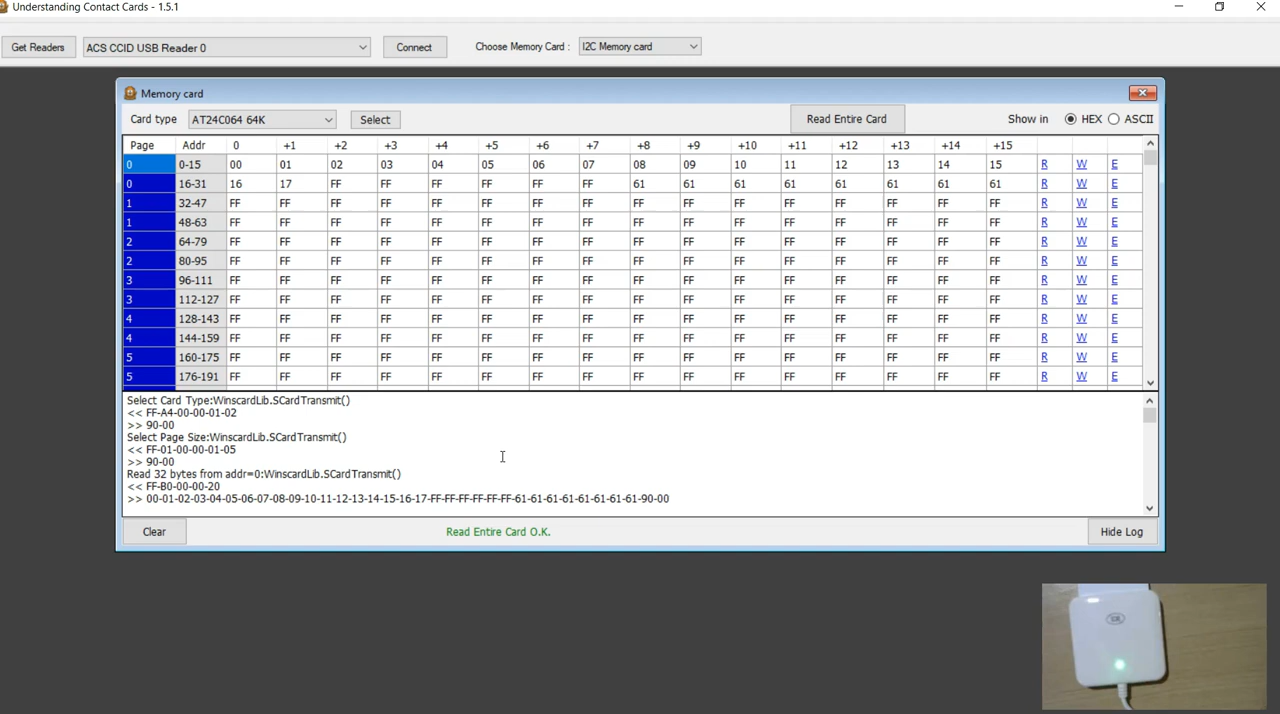 Understanding Contact Cards - 1.5.1
Get Readers ACS CCID USB Reader 0 Connect Choose Memory Card : I2C Memory card
Memory card
Card type AT24C064 64K Select Read Entire Card Show in HEX ASCII
Page Addr 0 +1 +2 +3 +4 +5 +6 +7 +8 +9 +10 +11 +12 +13 +14 +15
0 0-15 00 01 02 03 04 05 06 07 08 09 10 11 12 13 14 15 R W E
0 16-31 16 17 FF FF FF FF FF FF 61 61 61 61 61 61 61 61 R W E
1 32-47 FF FF FF FF FF FF FF FF FF FF FF FF FF FF FF FF R W E
1 48-63 FF FF FF FF FF FF FF FF FF FF FF FF FF FF FF FF R W E
2 64-79 FF FF FF FF FF FF FF FF FF FF FF FF FF FF FF FF R W E
2 80-95 FF FF FF FF FF FF FF FF FF FF FF FF FF FF FF FF R W E
3 96-111 FF FF FF FF FF FF FF FF FF FF FF FF FF FF FF FF R W E
3 112-127 FF FF FF FF FF FF FF FF FF FF FF FF FF FF FF FF R W E
4 128-143 FF FF FF FF FF FF FF FF FF FF FF FF FF FF FF FF R W E
4 144-159 FF FF FF FF FF FF FF FF FF FF FF FF FF FF FF FF R W E
5 160-175 FF FF FF FF FF FF FF FF FF FF FF FF FF FF FF FF R W E
5 176-191 FF FF FF FF FF FF FF FF FF FF FF FF FF FF FF FF R W E
Select Card Type:WinscardLib.SCardTransmit()
<< FF-A4-00-00-01-02
>> 90-00
Select Page Size:WinscardLib.SCardTransmit()
<< FF-01-00-00-01-05
>> 90-00
Read 32 bytes from addr=0:WinscardLib.SCardTransmit()
<< FF-B0-00-00-20
>> 00-01-02-03-04-05-06-07-08-09-10-11-12-13-14-15-16-17-FF-FF-FF-FF-FF-FF-61-61-61-61-61-61-61-61-90-00
Clear Read Entire Card O.K. Hide Log